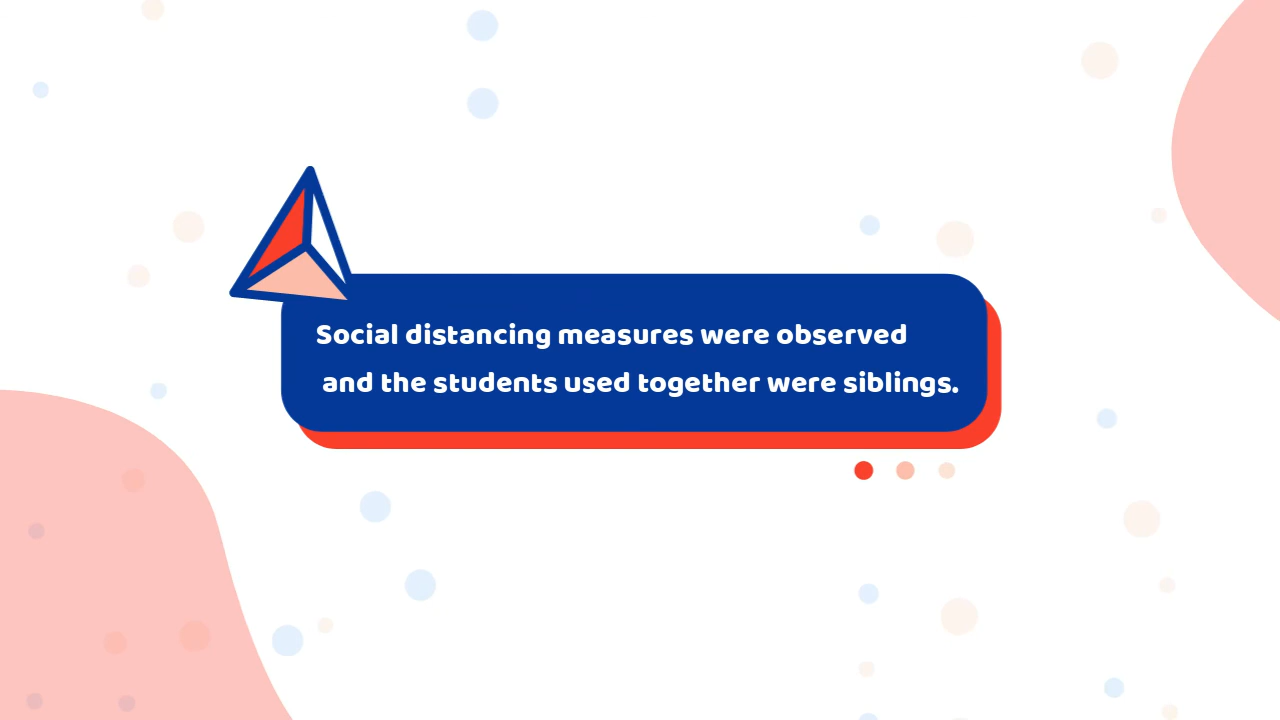 Social distancing measures were observed
and the students used together were siblings.